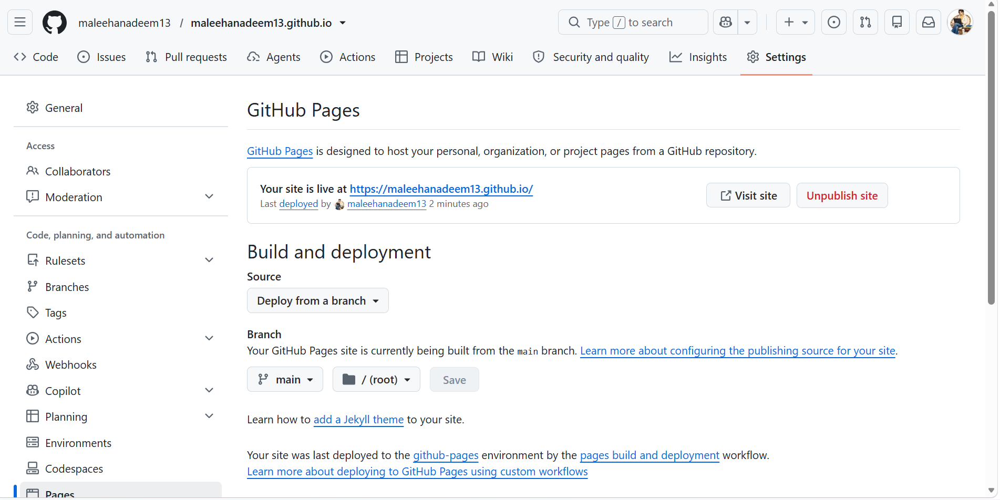 maleehanadeem13 / maleehanadeem13.github.io
Type / to search
Code
Issues
Pull requests
Agents
Actions
Projects
Wiki
Security and quality
Insights
Settings
General
Access
Collaborators
Moderation
Code, planning, and automation
Rulesets
Branches
Tags
Actions
Webhooks
Copilot
Planning
Environments
Codespaces
Pages
GitHub Pages
GitHub Pages is designed to host your personal, organization, or project pages from a GitHub repository.
Your site is live at https://maleehanadeem13.github.io/
Last deployed by maleehanadeem13 2 minutes ago
Visit site
Unpublish site
Build and deployment
Source
Deploy from a branch
Branch
Your GitHub Pages site is currently being built from the main branch. Learn more about configuring the publishing source for your site.
main
/ (root)
Save
Learn how to add a Jekyll theme to your site.
Your site was last deployed to the github-pages environment by the pages build and deployment workflow.
Learn more about deploying to GitHub Pages using custom workflows